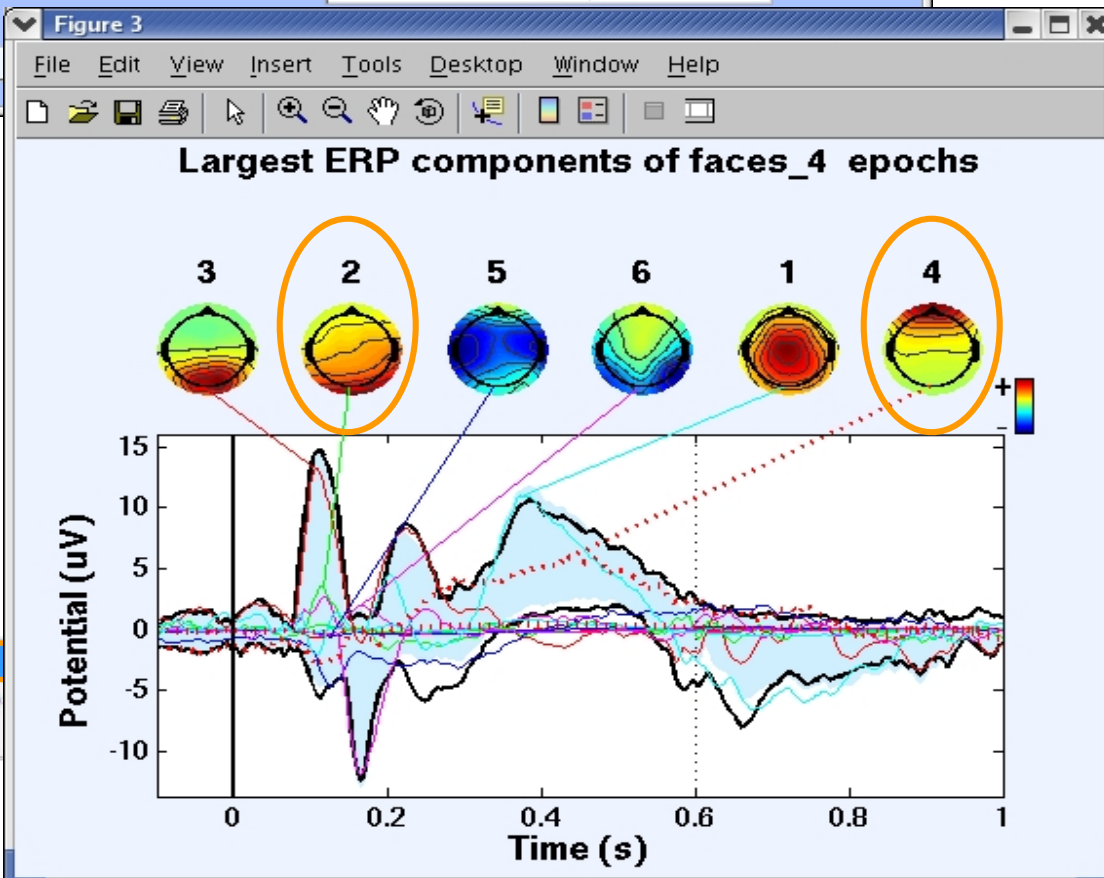 Figure 3
File Edit View Insert Tools Desktop Window Help
Largest ERP components of faces_4 epochs
3 2 5 6 1 4
+
-
15
10
5
0
-5
-10
Potential (uV)
0 0.2 0.4 0.6 0.8 1
Time (s)